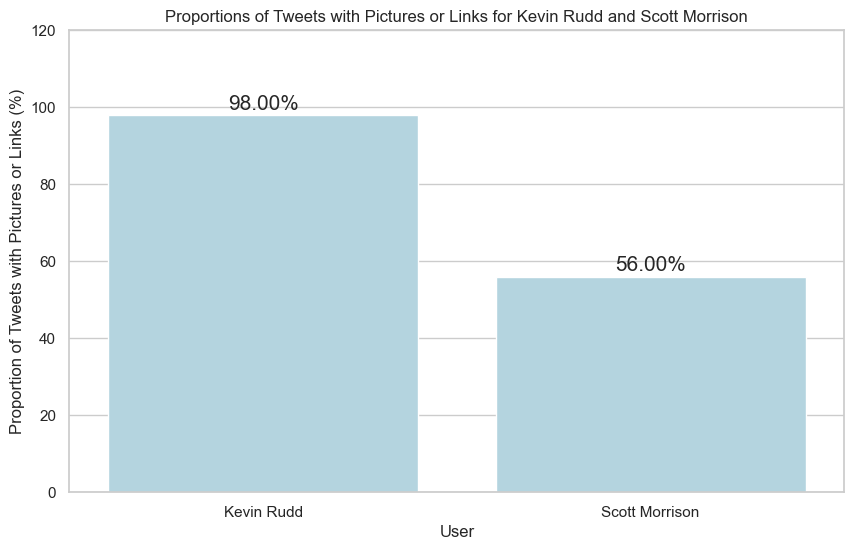 Proportions of Tweets with Pictures or Links for Kevin Rudd and Scott Morrison
Proportion of Tweets with Pictures or Links (%)
120
100
80
60
40
20
0
98.00%
56.00%
Kevin Rudd
Scott Morrison
User